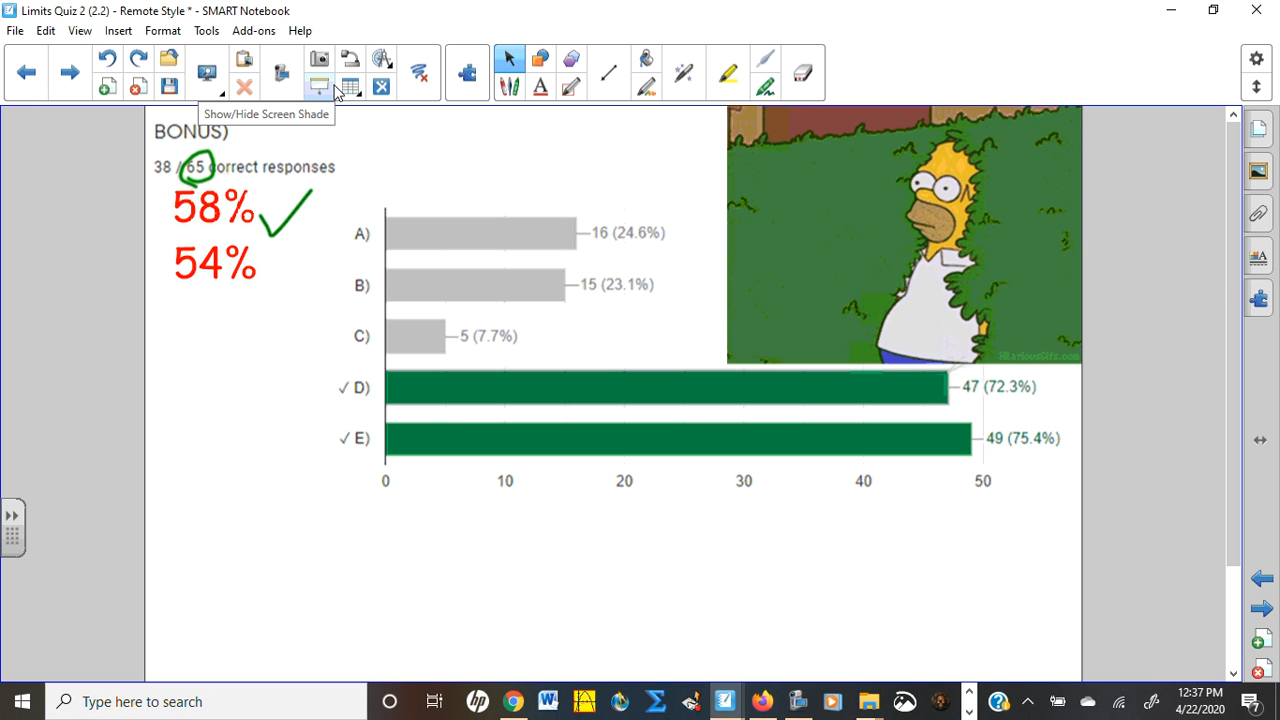 Limits Quiz 2 (2.2) - Remote Style * - SMART Notebook
File Edit View Insert Format Tools Add-ons Help
Show/Hide Screen Shade
BONUS)
38 / 65 correct responses
58%
54%
A) 16 (24.6%)
B) 15 (23.1%)
C) 5 (7.7%)
✓ D) 47 (72.3%)
✓ E) 49 (75.4%)
0 10 20 30 40 50
HilariousGifs.com
Type here to search
12:37 PM
4/22/2020
7